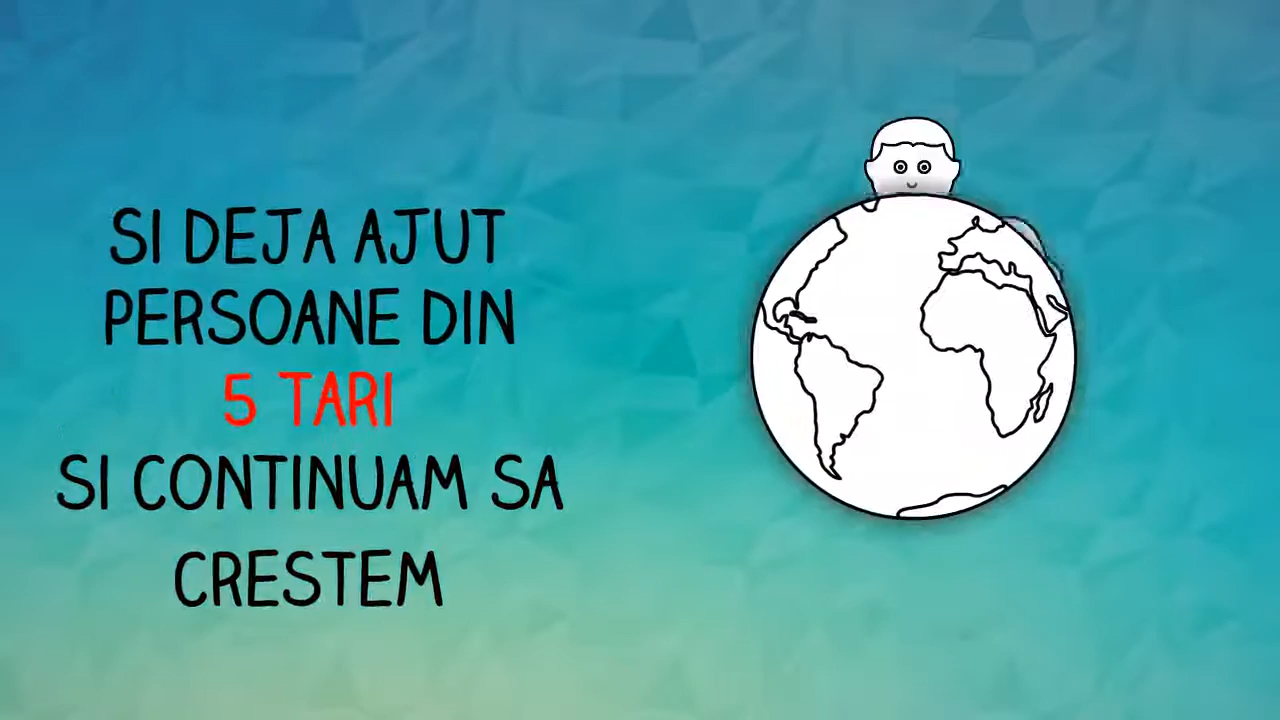 SI DEJA AJUT
PERSOANE DIN
5 TARI
SI CONTINUAM SA
CRESTEM